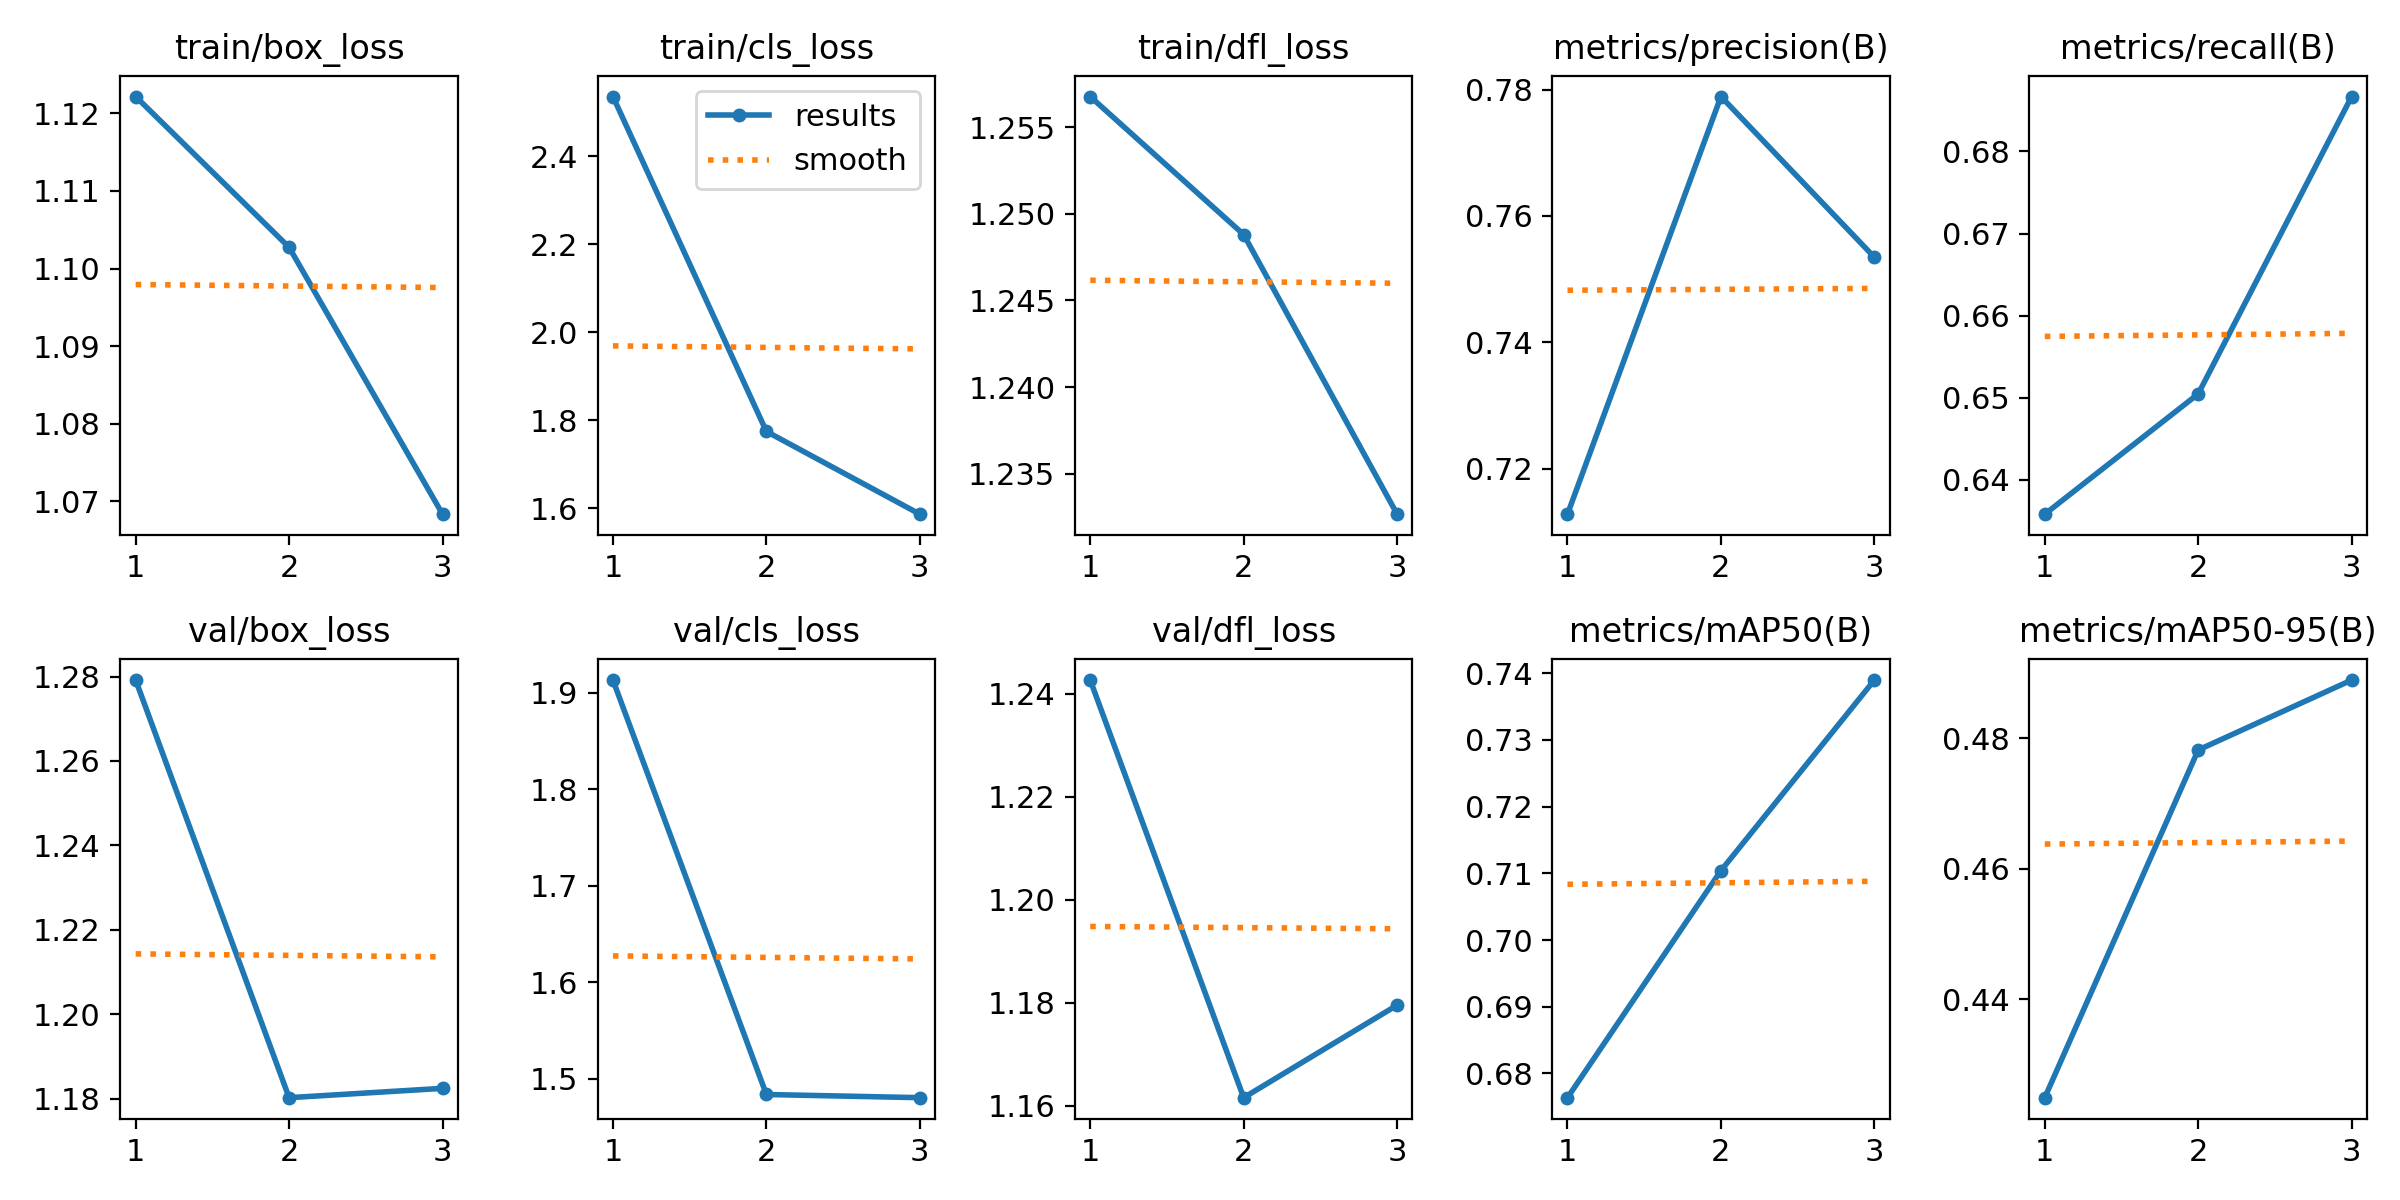 train/box_loss
1.12
1.11
1.10
1.09
1.08
1.07
1 2 3
train/cls_loss
results
smooth
2.4
2.2
2.0
1.8
1.6
1 2 3
train/dfl_loss
1.255
1.250
1.245
1.240
1.235
1 2 3
metrics/precision(B)
0.78
0.76
0.74
0.72
1 2 3
metrics/recall(B)
0.68
0.67
0.66
0.65
0.64
1 2 3
val/box_loss
1.28
1.26
1.24
1.22
1.20
1.18
1 2 3
val/cls_loss
1.9
1.8
1.7
1.6
1.5
1 2 3
val/dfl_loss
1.24
1.22
1.20
1.18
1.16
1 2 3
metrics/mAP50(B)
0.74
0.73
0.72
0.71
0.70
0.69
0.68
1 2 3
metrics/mAP50-95(B)
0.48
0.46
0.44
1 2 3